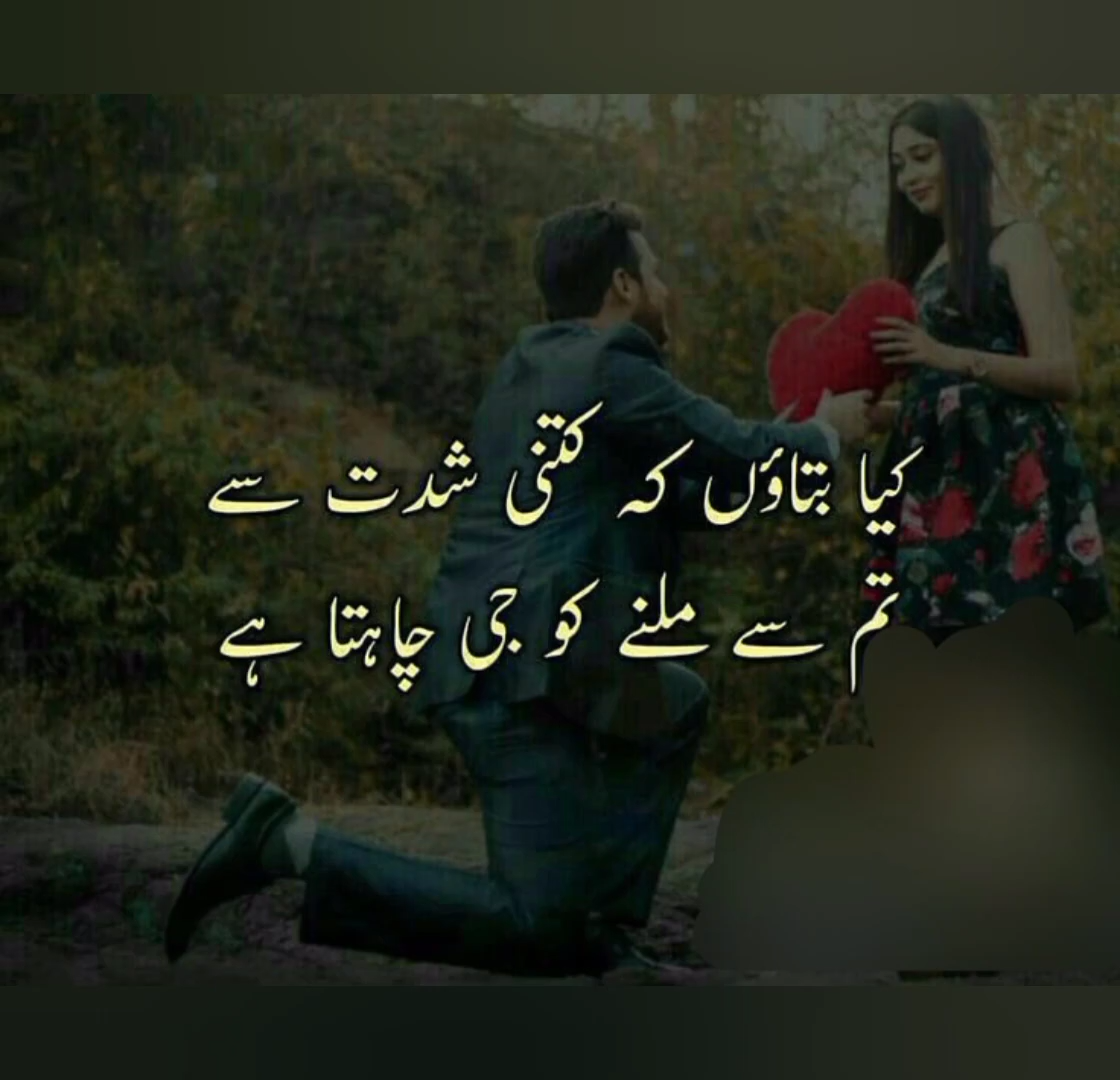 کیا بتاؤں کہ کتنی شدت سے
تم سے ملنے کو جی چاہتا ہے